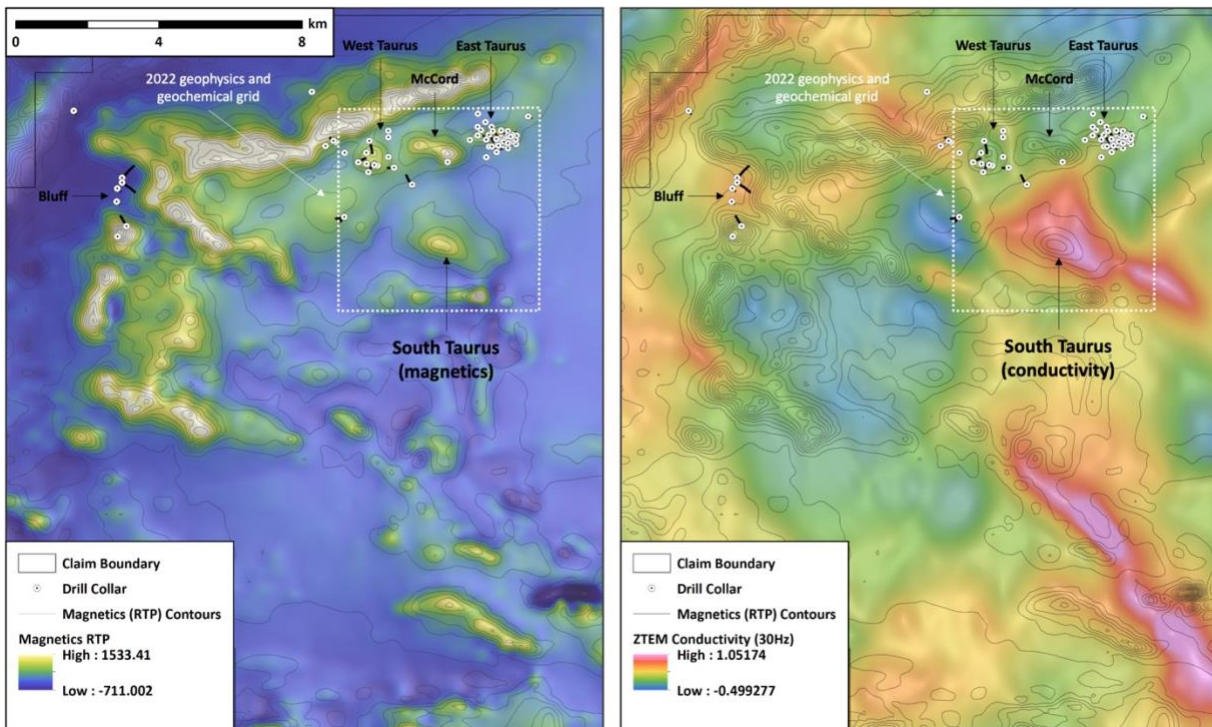 km
0 4 8
West Taurus
East Taurus
McCord
2022 geophysics and
geochemical grid
Bluff
South Taurus
(magnetics)
Claim Boundary
Drill Collar
Magnetics (RTP) Contours
Magnetics RTP
High : 1533.41
Low : -711.002
West Taurus
East Taurus
McCord
2022 geophysics and
geochemical grid
Bluff
South Taurus
(conductivity)
Claim Boundary
Drill Collar
Magnetics (RTP) Contours
ZTEM Conductivity (30Hz)
High : 1.05174
Low : -0.499277